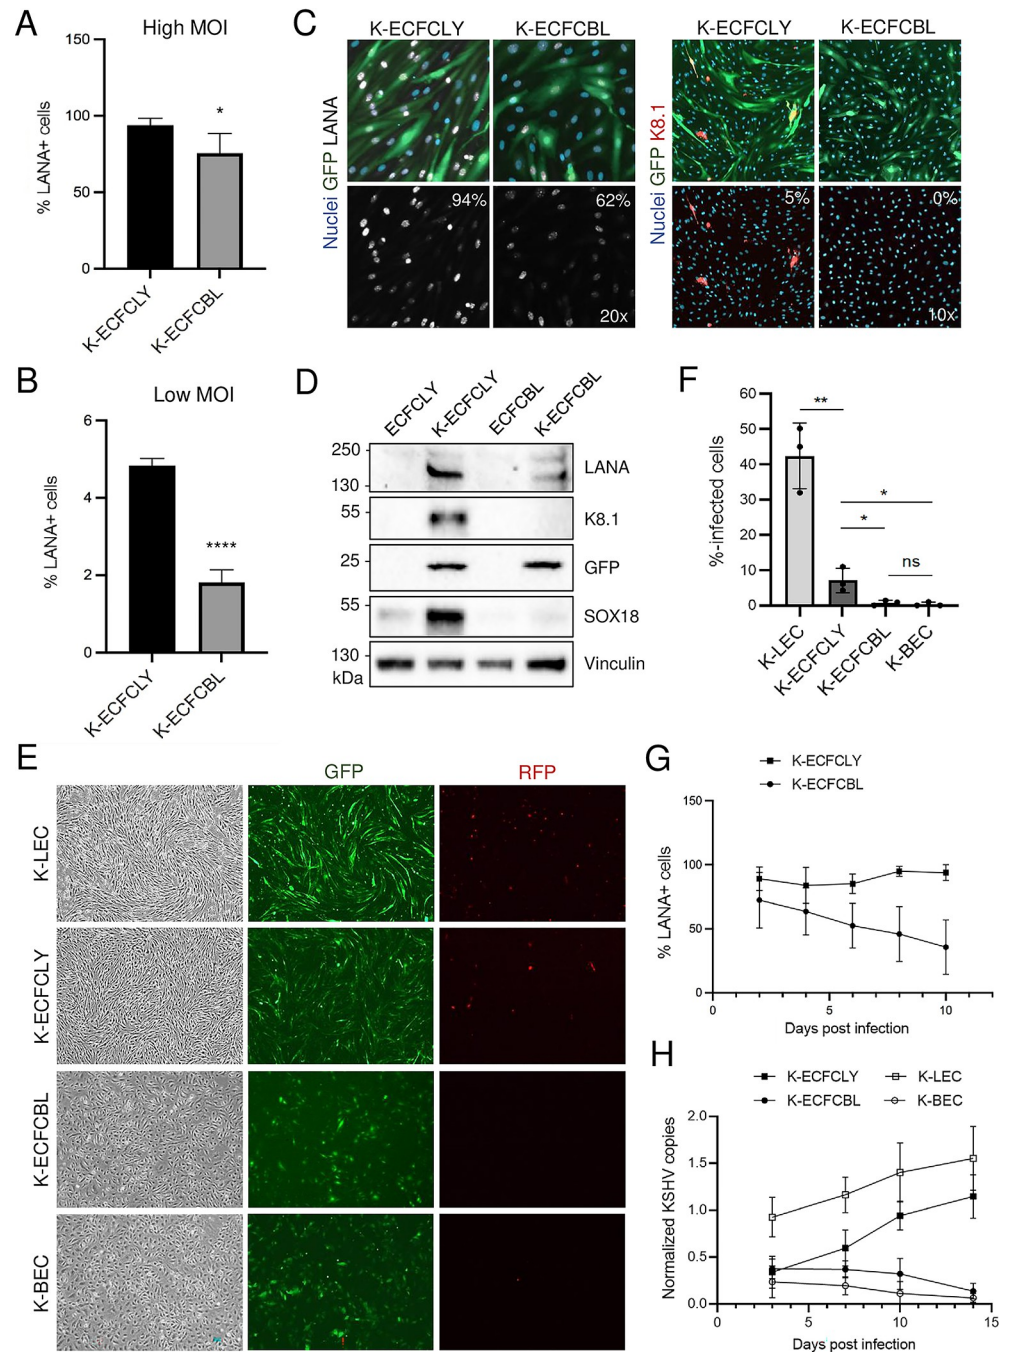 A
High MOI
% LANA+ cells
150
100
50
0
*
K-ECFCLY
K-ECFCBL
B
Low MOI
% LANA+ cells
6
4
2
0
****
K-ECFCLY
K-ECFCBL
C
K-ECFCLY
K-ECFCBL
Nuclei GFP LANA
94%
62%
20x
K-ECFCLY
K-ECFCBL
Nuclei GFP K8.1
5%
0%
10x
D
ECFCLY
K-ECFCLY
ECFCBL
K-ECFCBL
250
130
LANA
55
K8.1
25
GFP
55
SOX18
130
kDa
Vinculin
F
%-infected cells
60
50
40
30
20
10
0
**
*
*
ns
K-LEC
K-ECFCLY
K-ECFCBL
K-BEC
E
GFP
RFP
K-LEC
K-ECFCLY
K-ECFCBL
K-BEC
G
K-ECFCLY
K-ECFCBL
% LANA+ cells
150
100
50
0
0
5
10
Days post infection
H
K-ECFCLY
K-LEC
K-ECFCBL
K-BEC
Normalized KSHV copies
2.0
1.5
1.0
0.5
0.0
0
5
10
15
Days post infection